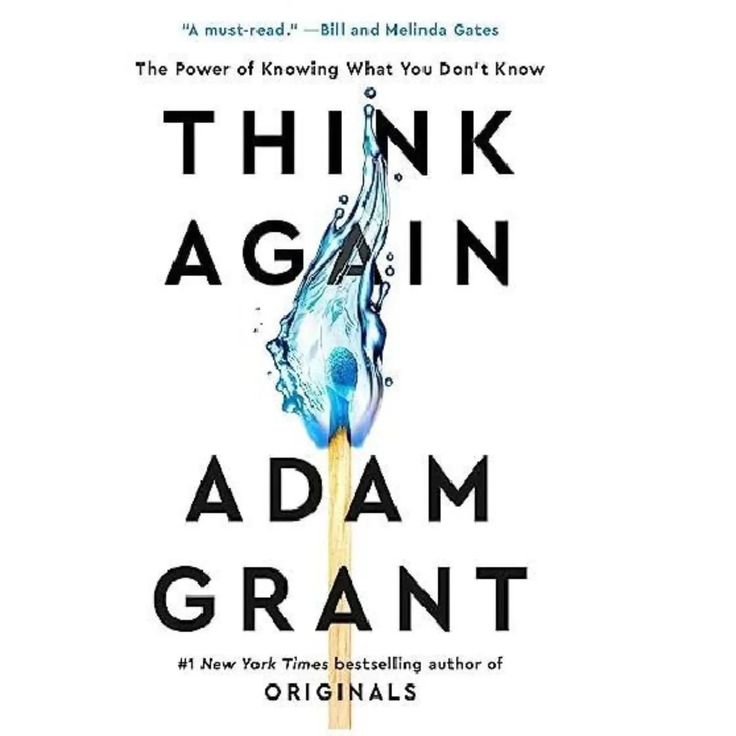 "A must-read." —Bill and Melinda Gates
The Power of Knowing What You Don't Know
THINK
AGAIN
ADAM
GRANT
#1 New York Times bestselling author of
ORIGINALS